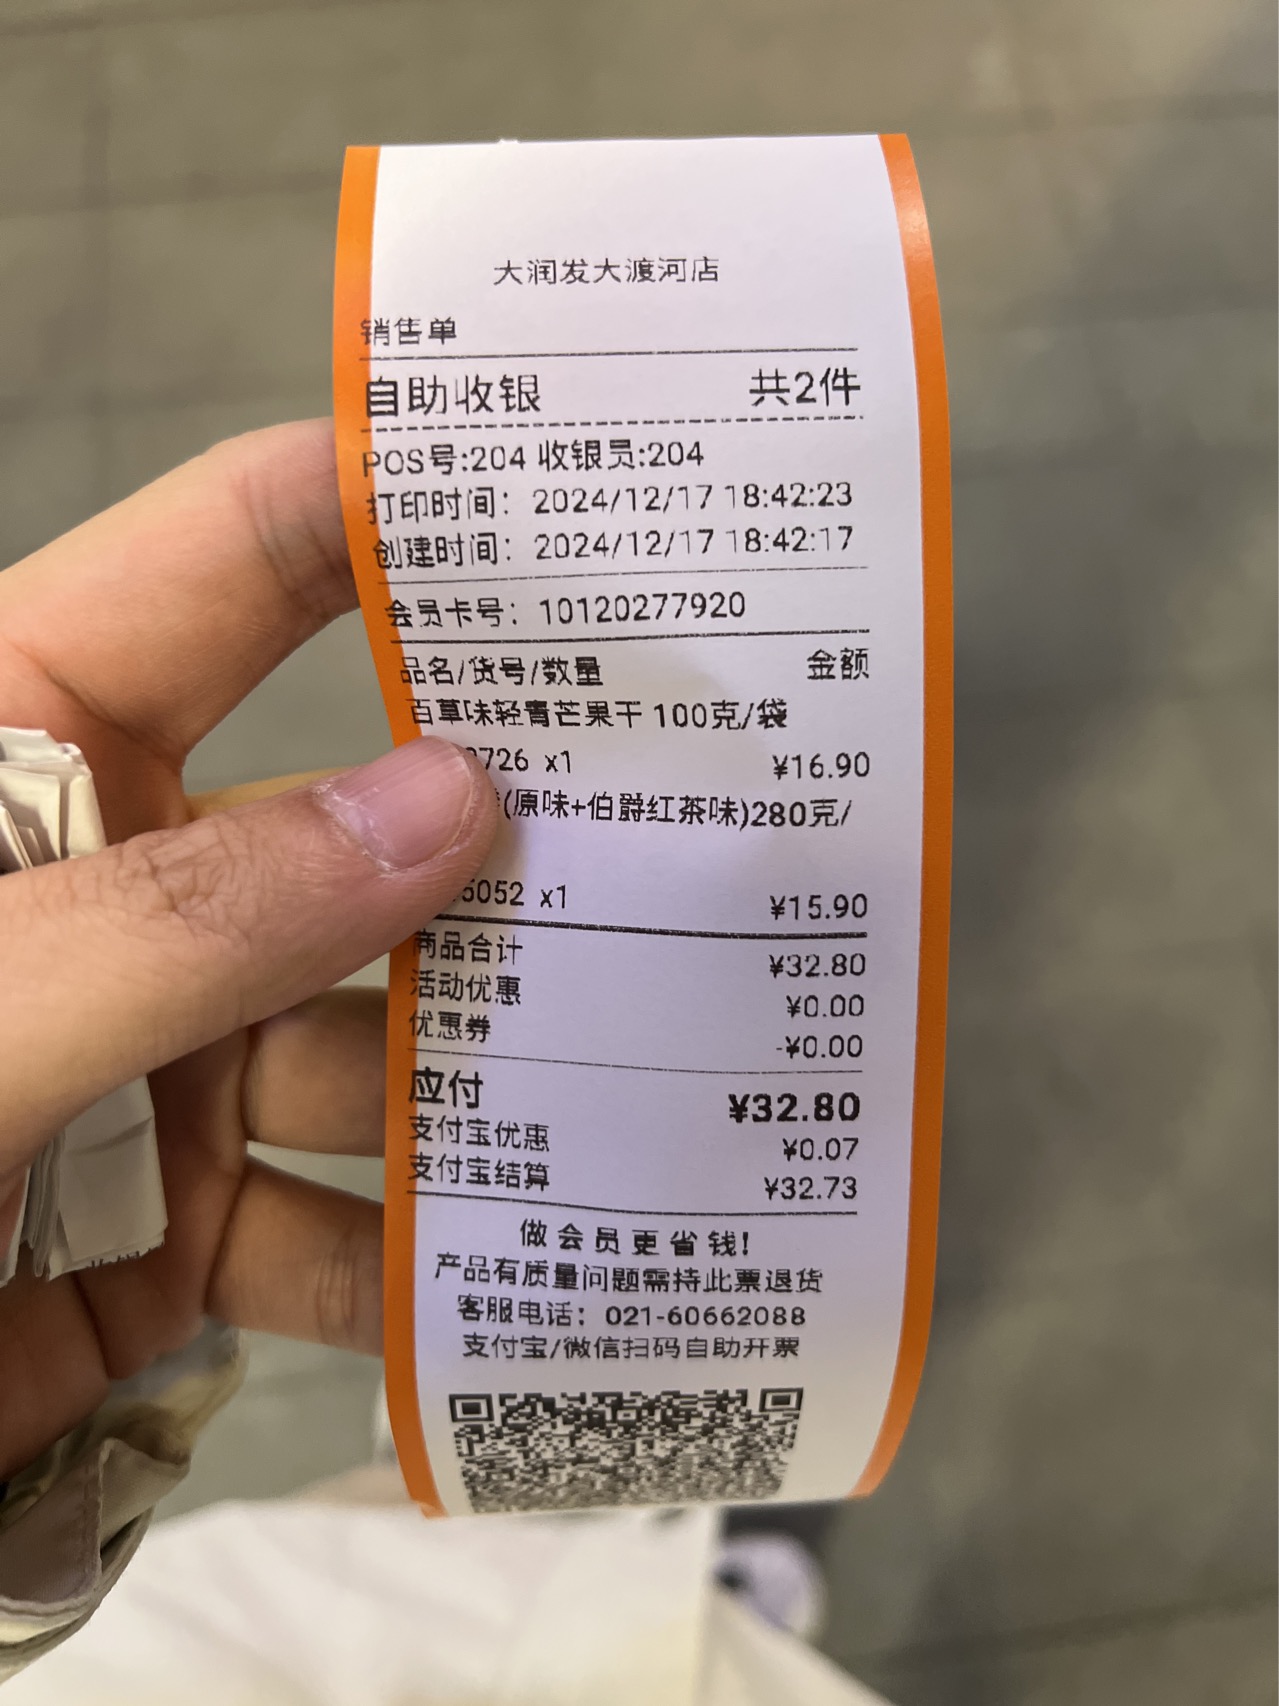 大润发大渡河店
销售单
自助收银 共2件
POS号:204 收银员:204
打印时间：2024/12/17 18:42:23
创建时间：2024/12/17 18:42:17
会员卡号：10120277920
品名/货号/数量 金额
百草味轻青芒果干 100克/袋
726 x1 ¥16.90
(原味+伯爵红茶味)280克/
5052 x1 ¥15.90
商品合计 ¥32.80
活动优惠 ¥0.00
优惠券 -¥0.00
应付 ¥32.80
支付宝优惠 ¥0.07
支付宝结算 ¥32.73
做会员更省钱!
产品有质量问题需持此票退货
客服电话：021-60662088
支付宝/微信扫码自助开票